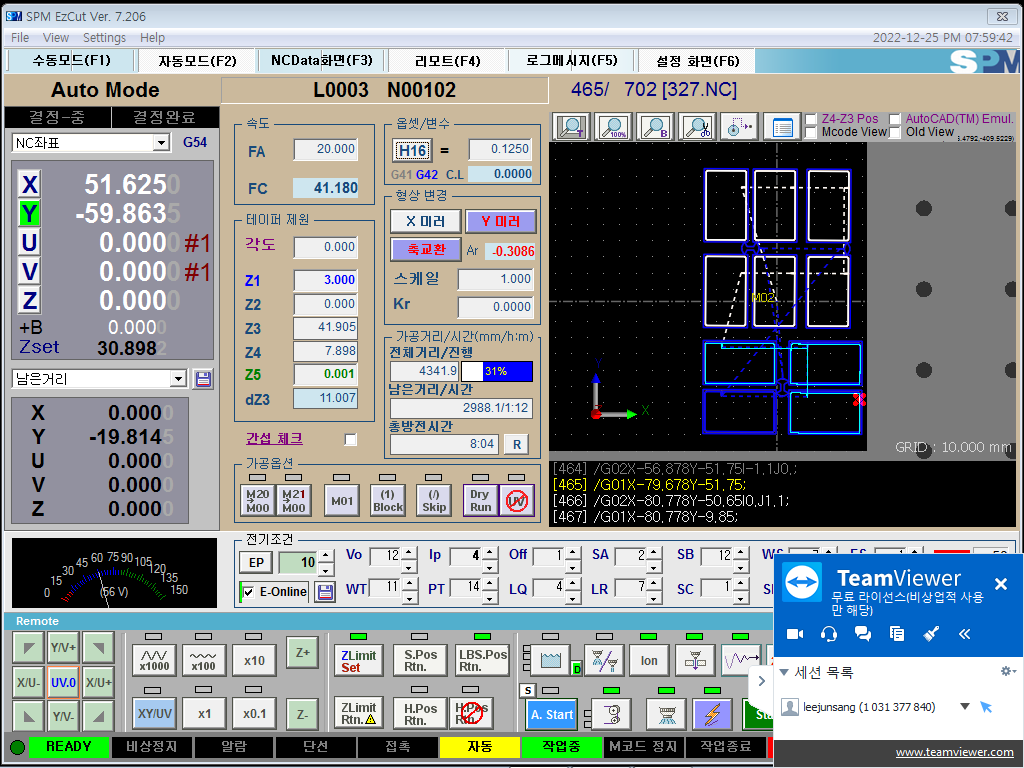 SPM EzCut Ver. 7.206
File View Settings Help
2022-12-25 PM 07:59:42
수동모드(F1) 자동모드(F2) NCData화면(F3) 리모트(F4) 로그메시지(F5) 설정 화면(F6)
SPM
Auto Mode
L0003 N00102
465/ 702 [327.NC]
결정-중 결정완료
NC좌표 G54
X 51.6250
Y -59.8635
U 0.0000 #1
V 0.0000 #1
Z 0.0000
+B 0.0000
Zset 30.8982
남은거리
X 0.0000
Y -19.8145
U 0.0000
V 0.0000
Z 0.0000
속도
FA 20.000
FC 41.180
테이퍼 제원
각도 0.000
Z1 3.000
Z2 0.000
Z3 41.905
Z4 7.898
Z5 0.001
dZ3 11.007
간섭 체크
옵셋/변수
H16 = 0.1250
G41 G42 C.L 0.0000
형상 변경
X 미러 Y 미러
축교환 Ar -0.3086
스케일 1.000
Kr 0.0000
가공거리/시간(mm/h:m)
전체거리/진행
4341.9 31%
남은거리/시간
2988.1/1:12
총방전시간
8:04 R
가공옵션
M20 M00
M21 M00
M01
(1) Block
(/) Skip
Dry Run
UV
T 100% B
Z4-Z3 Pos AutoCAD(TM) Emul.
Mcode View Old View
M02
Y
X
GRID : 10.000 mm
[464] /G02X-56,878Y-51,75I-1,1J0,;
[465] /G01X-79,678Y-51,75;
[466] /G02X-80,778Y-50,65I0,J1,1;
[467] /G01X-80,778Y-9,85;
0 15 30 45 60 75 90 105 120 135 150
(56 V)
전기조건
EP 10
E-Online
Vo 12 Ip 4 Off 1 SA 2 SB 12
WT 11 PT 14 LQ 4 LR 7 SC 1
Remote
Y/V+
X/U- UV.0 X/U+
Y/V-
x1000 x100 x10 Z+
XY/UV x1 x0.1 Z-
ZLimit Set
S.Pos Rtn.
LBS.Pos Rtn.
ZLimit Rtn.
H.Pos Rtn.
H.Pos Rtn.
D
Ion
S
A. Start
READY 비상정지 알람 단선 접촉 자동 작업중 M코드 정지 작업종료
TeamViewer
무료 라이선스(비상업적 사용
만 해당)
세션 목록
leejunsang (1 031 377 840)
www.teamviewer.com